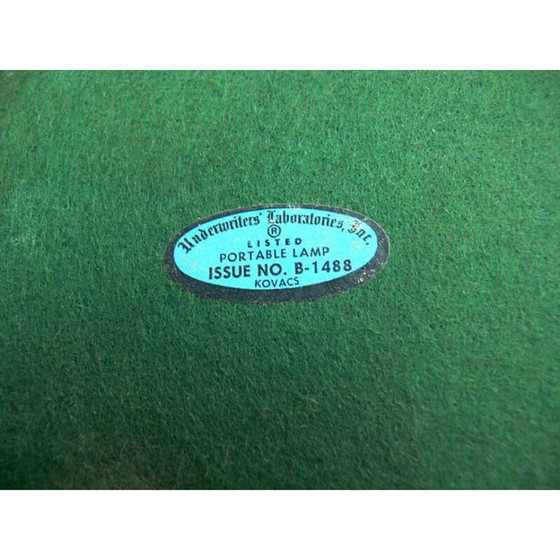 Underwriters' Laboratories, Inc.
®
LISTED
PORTABLE LAMP
ISSUE NO. B-1488
KOVACS